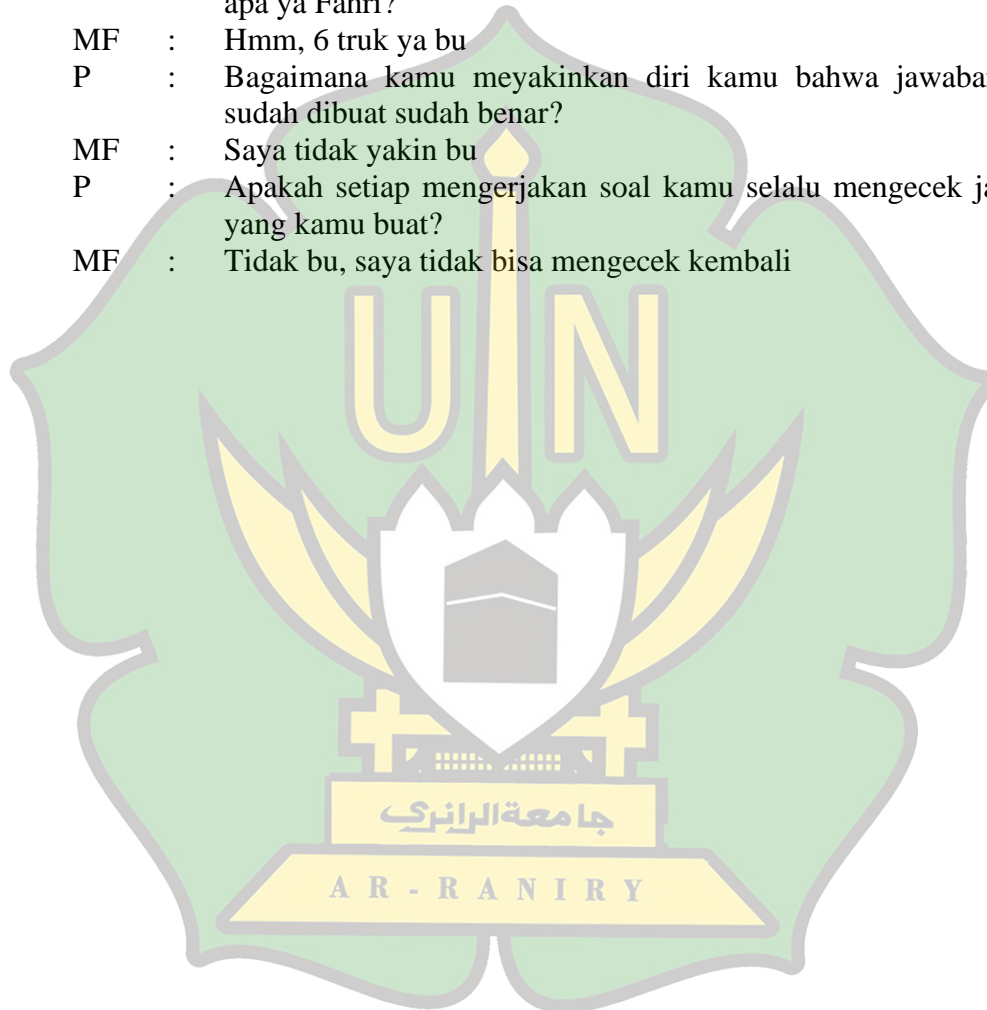 apa ya Fahri?
MF : Hmm, 6 truk ya bu
P : Bagaimana kamu meyakinkan diri kamu bahwa
sudah dibuat sudah benar?
MF : Saya tidak yakin bu
P : Apakah setiap mengerjakan soal kamu selalu mengecek
yang kamu buat?
MF : Tidak bu, saya tidak bisa mengecek kembali
UIN
جامعةالرانري
AR-RANIRY